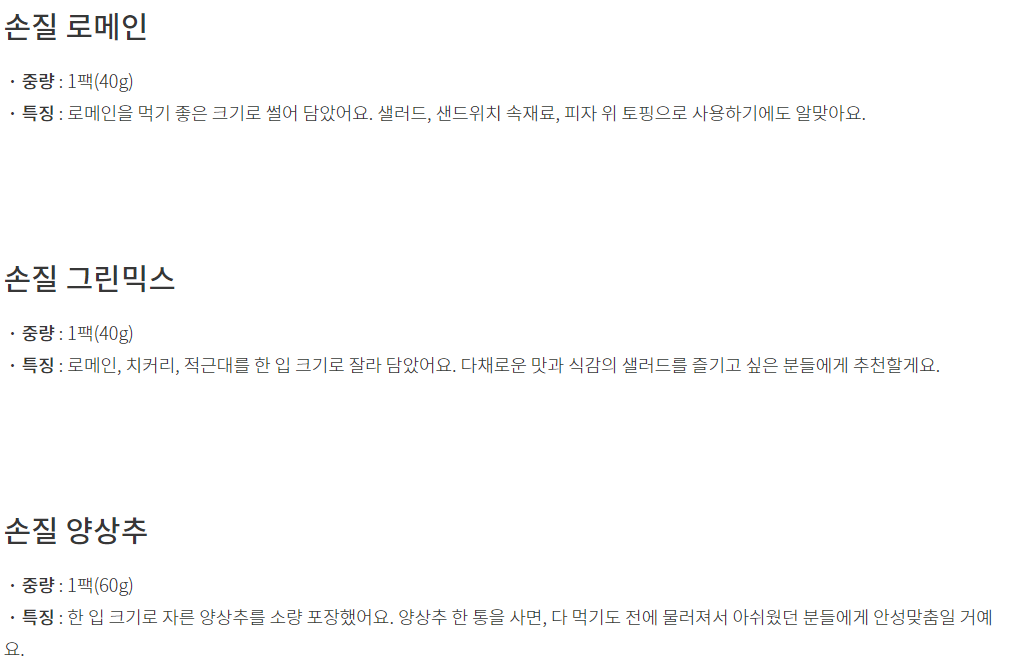 손질 로메인
· 중량 : 1팩(40g)
· 특징 : 로메인을 먹기 좋은 크기로 썰어 담았어요. 샐러드, 샌드위치 속재료, 피자 위 토핑으로 사용하기에도 알맞아요.
손질 그린믹스
· 중량 : 1팩(40g)
· 특징 : 로메인, 치커리, 적근대를 한 입 크기로 잘라 담았어요. 다채로운 맛과 식감의 샐러드를 즐기고 싶은 분들에게 추천할게요.
손질 양상추
· 중량 : 1팩(60g)
· 특징 : 한 입 크기로 자른 양상추를 소량 포장했어요. 양상추 한 통을 사면, 다 먹기도 전에 물러져서 아쉬웠던 분들에게 안성맞춤일 거예
요.